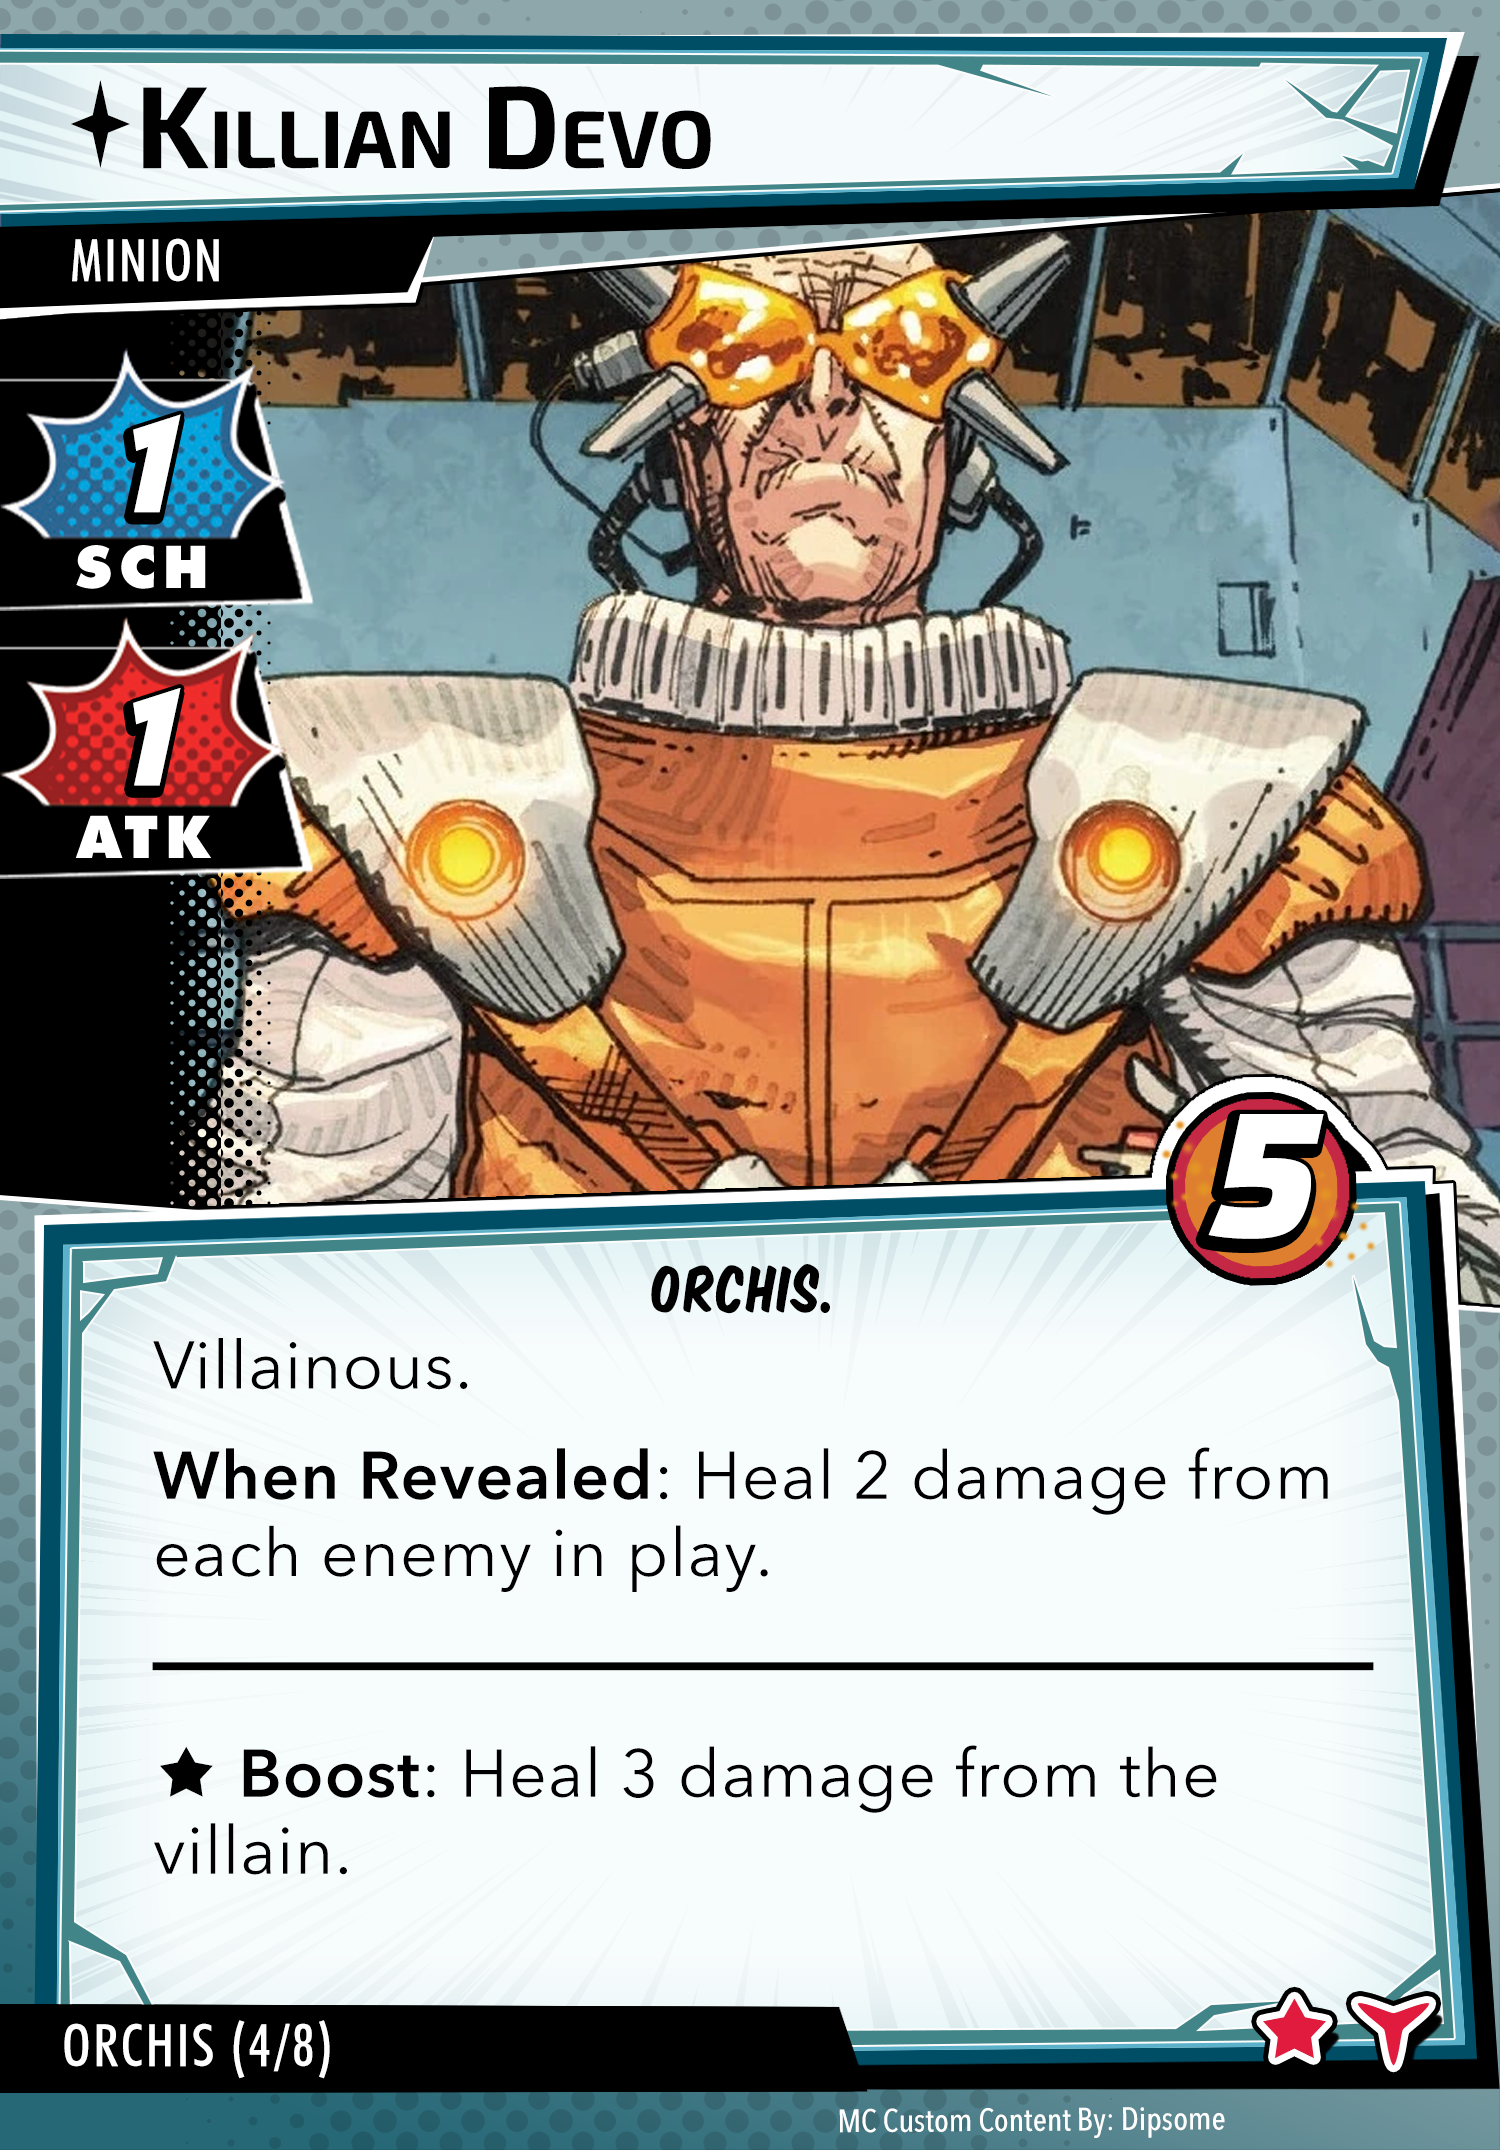 Killian Devo
MINION
1
SCH
1
ATK
5
ORCHIS.
Villainous.
When Revealed: Heal 2 damage from
each enemy in play.
★ Boost: Heal 3 damage from the
villain.
ORCHIS (4/8)
MC Custom Content By: Dipsome